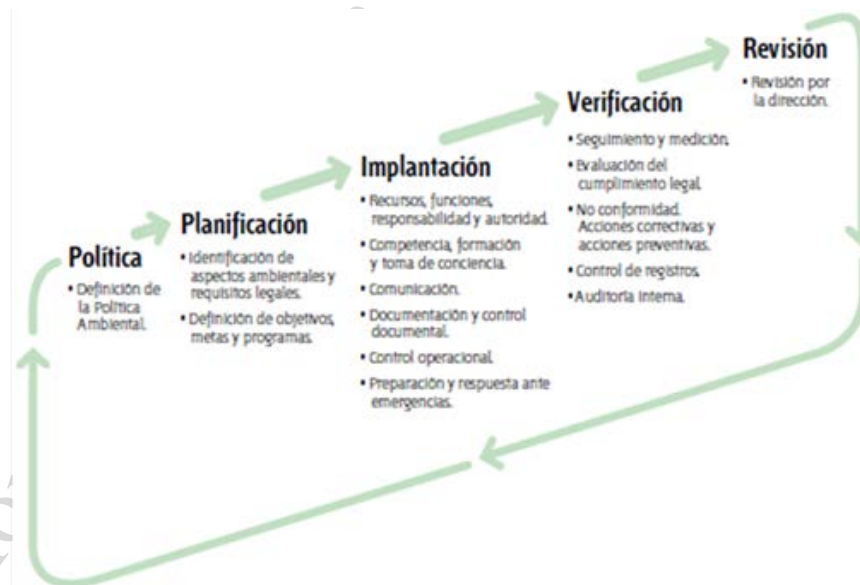 Política
• Definición de
la Política
Ambiental.
Planificación
• Identificación de
aspectos ambientales y
requisitos legales.
• Definición de objetivos,
metas y programas.
Implantación
• Recursos, funciones,
responsabilidad y autoridad.
• Competencia, formación
y toma de conciencia.
• Comunicación.
• Documentación y control
documental.
• Control operacional.
• Preparación y respuesta ante
emergencias.
Verificación
• Seguimiento y medición.
• Evaluación del
cumplimiento legal.
• No conformidad.
Acciones correctivas y
acciones preventivas.
• Control de registros.
• Auditoría interna.
Revisión
• Revisión por
la dirección.